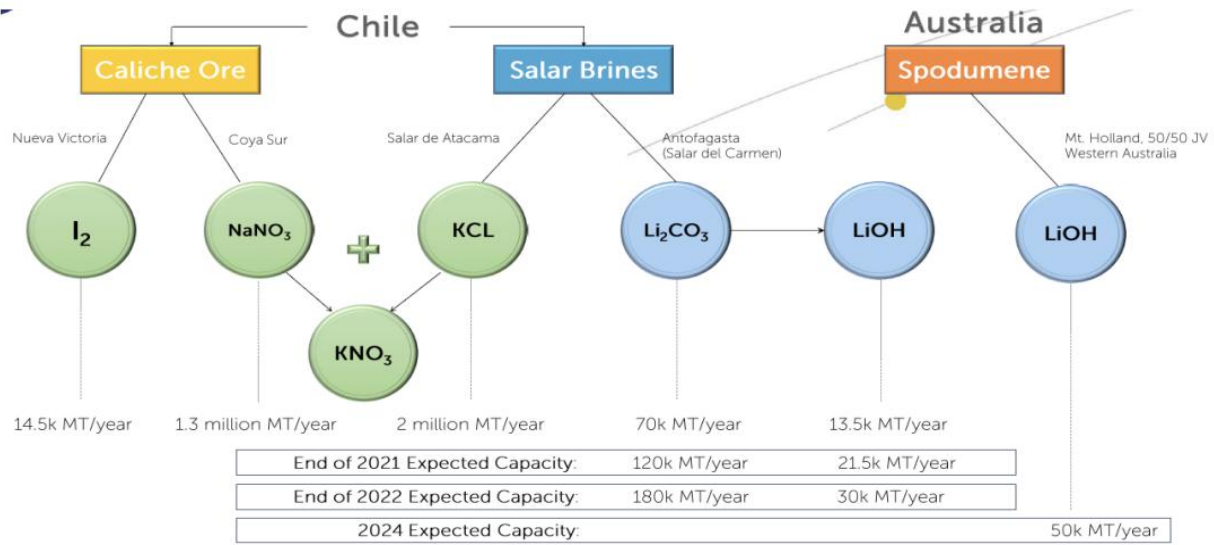 Chile
Australia
Caliche Ore
Salar Brines
Spodumene
Nueva Victoria
Coya Sur
Salar de Atacama
Antofagasta
(Salar del Carmen)
Mt. Holland, 50/50 JV
Western Australia
I₂
NaNO₃
KCL
Li₂CO₃
LiOH
LiOH
KNO₃
14.5k MT/year
1.3 million MT/year
2 million MT/year
70k MT/year
13.5k MT/year
End of 2021 Expected Capacity: 120k MT/year 21.5k MT/year
End of 2022 Expected Capacity: 180k MT/year 30k MT/year
2024 Expected Capacity: 50k MT/year